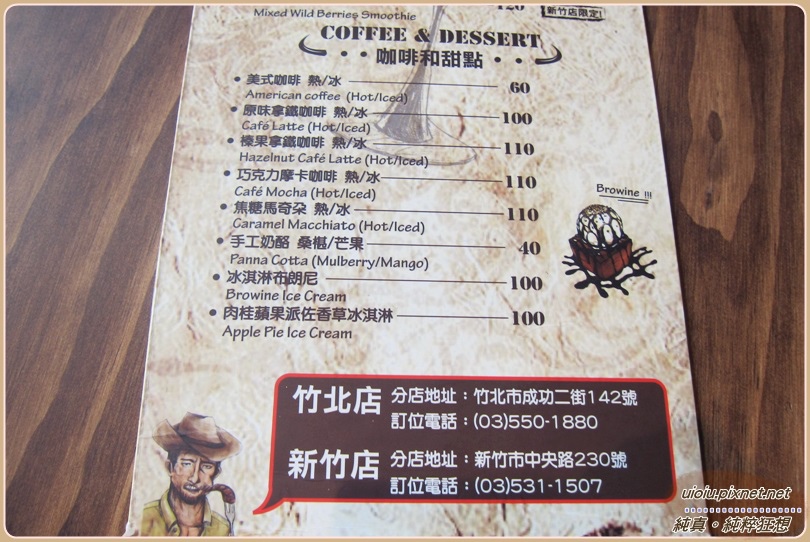 Mixed Wild Berries Smoothie 120 新竹店限定!
COFFEE & DESSERT
咖啡和甜點
美式咖啡 熱/冰 60
American coffee (Hot/Iced)
原味拿鐵咖啡 熱/冰 100
Café Latte (Hot/Iced)
榛果拿鐵咖啡 熱/冰 110
Hazelnut Café Latte (Hot/Iced)
巧克力摩卡咖啡 熱/冰 110
Café Mocha (Hot/Iced)
焦糖馬奇朵 熱/冰 110
Caramel Macchiato (Hot/Iced)
手工奶酪 桑椹/芒果 40
Panna Cotta (Mulberry/Mango)
冰淇淋布朗尼 100
Browine Ice Cream
肉桂蘋果派佐香草冰淇淋 100
Apple Pie Ice Cream
Browine !!!
竹北店 分店地址：竹北市成功二街142號
訂位電話：(03)550-1880
新竹店 分店地址：新竹市中央路230號
訂位電話：(03)531-1507
uioiu.pixnet.net
純真。純粹狂想